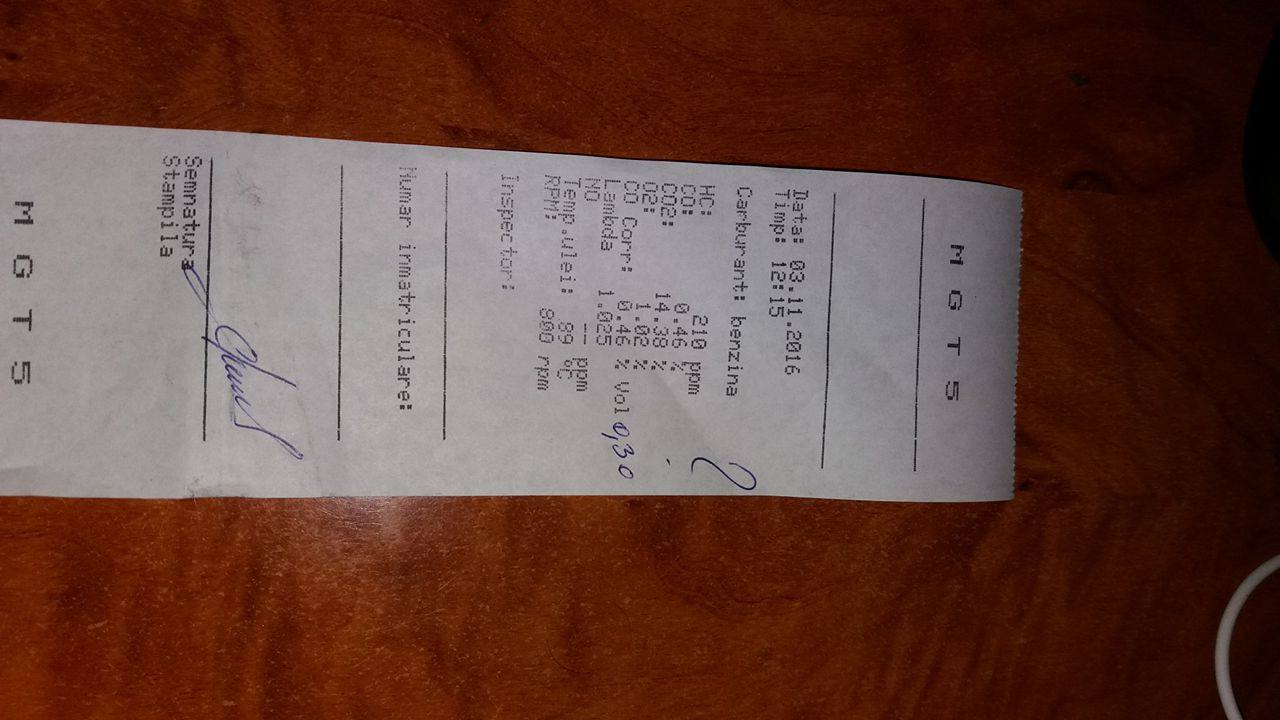 M G T 5
Data: 03.11.2016
Timp: 12:15
Carburant: benzina
HC: 210 ppm
CO: 0.46 %
CO2: 14.38 %
O2: 1.02 %
CO Corr: 0.46 % Vol 0,30
Lambda 1.025
NO -- ppm
Temp.ulei: 89 ºC
RPM: 800 rpm
Inspector:
Numar inmatriculare:
Semnatura
Stampila
M G T 5